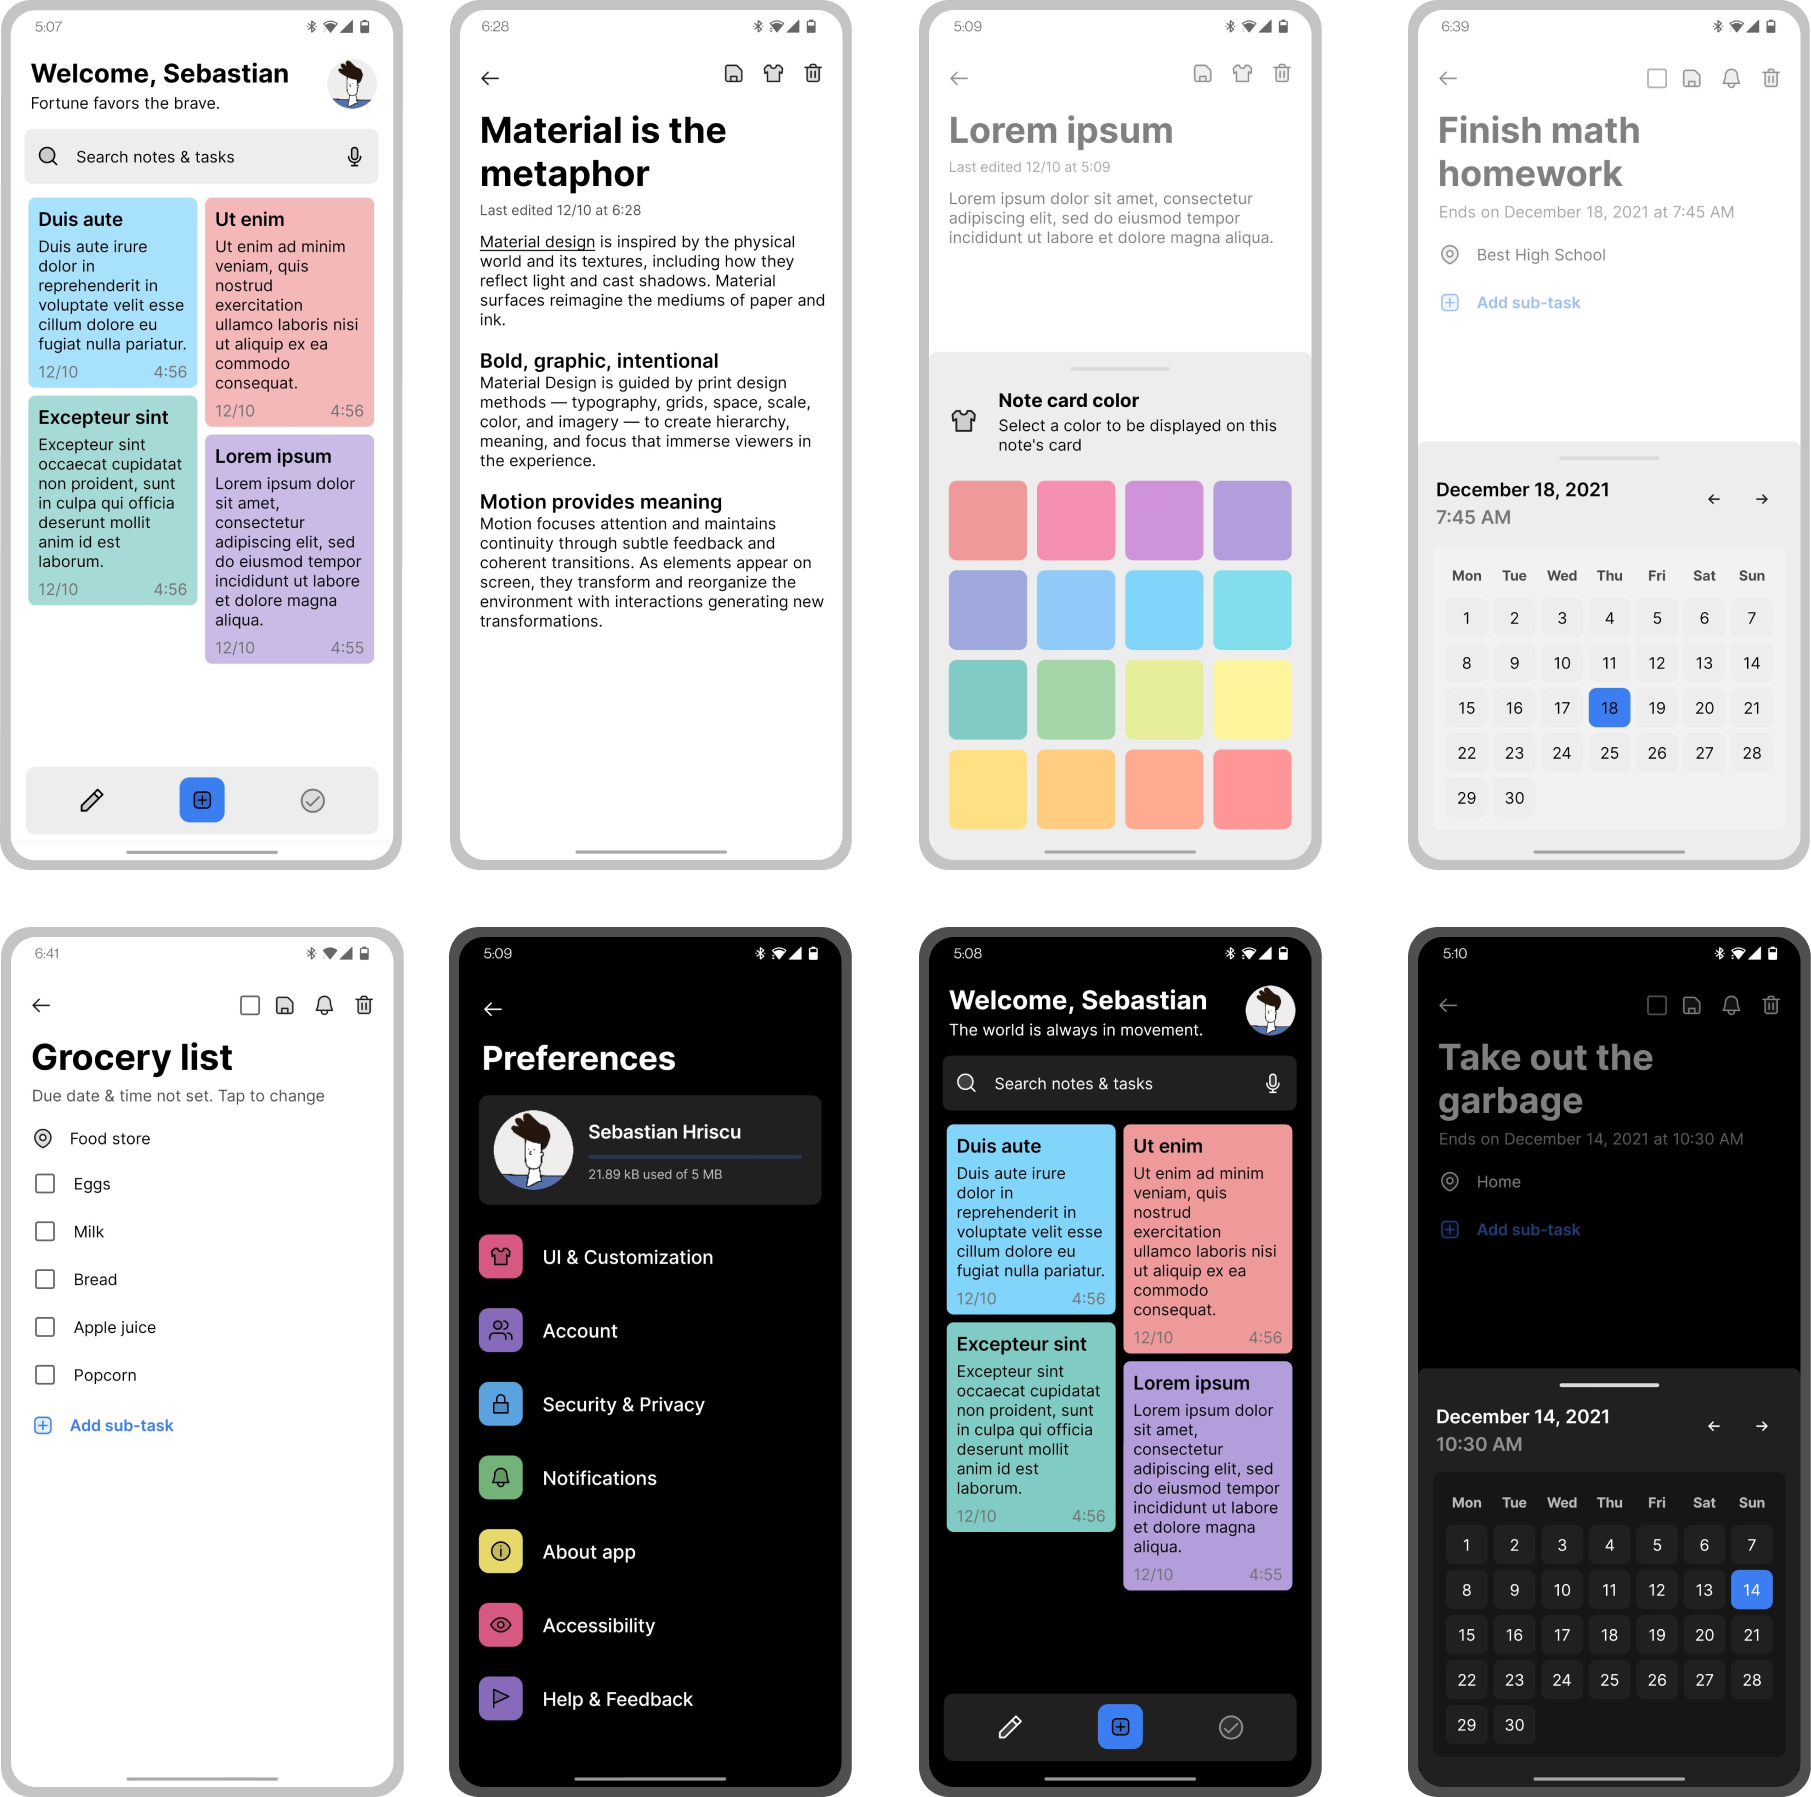 5:07
Welcome, Sebastian
Fortune favors the brave.
Search notes & tasks
Duis aute
Duis aute irure
dolor in
reprehenderit in
voluptate velit esse
cillum dolore eu
fugiat nulla pariatur.
12/10 4:56
Excepteur sint
Excepteur sint
occaecat cupidatat
non proident, sunt
in culpa qui officia
deserunt mollit
anim id est
laborum.
12/10 4:56
Ut enim
Ut enim ad minim
veniam, quis
nostrud
exercitation
ullamco laboris nisi
ut aliquip ex ea
commodo
consequat.
12/10 4:56
Lorem ipsum
Lorem ipsum dolor
sit amet,
consectetur
adipiscing elit, sed
do eiusmod tempor
incididunt ut labore
et dolore magna
aliqua.
12/10 4:55
6:28
Material is the
metaphor
Last edited 12/10 at 6:28
Material design is inspired by the physical
world and its textures, including how they
reflect light and cast shadows. Material
surfaces reimagine the mediums of paper and
ink.
Bold, graphic, intentional
Material Design is guided by print design
methods — typography, grids, space, scale,
color, and imagery — to create hierarchy,
meaning, and focus that immerse viewers in
the experience.
Motion provides meaning
Motion focuses attention and maintains
continuity through subtle feedback and
coherent transitions. As elements appear on
screen, they transform and reorganize the
environment with interactions generating new
transformations.
5:09
Lorem ipsum
Last edited 12/10 at 5:09
Lorem ipsum dolor sit amet, consectetur
adipiscing elit, sed do eiusmod tempor
incididunt ut labore et dolore magna aliqua.
Note card color
Select a color to be displayed on this
note's card
6:39
Finish math
homework
Ends on December 18, 2021 at 7:45 AM
Best High School
Add sub-task
December 18, 2021
7:45 AM
Mon Tue Wed Thu Fri Sat Sun
1 2 3 4 5 6 7
8 9 10 11 12 13 14
15 16 17 18 19 20 21
22 23 24 25 26 27 28
29 30
6:41
Grocery list
Due date & time not set. Tap to change
Food store
Eggs
Milk
Bread
Apple juice
Popcorn
Add sub-task
5:09
Preferences
Sebastian Hriscu
21.89 kB used of 5 MB
UI & Customization
Account
Security & Privacy
Notifications
About app
Accessibility
Help & Feedback
5:08
Welcome, Sebastian
The world is always in movement.
Search notes & tasks
Duis aute
Duis aute irure
dolor in
reprehenderit in
voluptate velit esse
cillum dolore eu
fugiat nulla pariatur.
12/10 4:56
Excepteur sint
Excepteur sint
occaecat cupidatat
non proident, sunt
in culpa qui officia
deserunt mollit
anim id est
laborum.
12/10 4:56
Ut enim
Ut enim ad minim
veniam, quis
nostrud
exercitation
ullamco laboris nisi
ut aliquip ex ea
commodo
consequat.
12/10 4:56
Lorem ipsum
Lorem ipsum dolor
sit amet,
consectetur
adipiscing elit, sed
do eiusmod tempor
incididunt ut labore
et dolore magna
aliqua.
12/10 4:55
5:10
Take out the
garbage
Ends on December 14, 2021 at 10:30 AM
Home
Add sub-task
December 14, 2021
10:30 AM
Mon Tue Wed Thu Fri Sat Sun
1 2 3 4 5 6 7
8 9 10 11 12 13 14
15 16 17 18 19 20 21
22 23 24 25 26 27 28
29 30